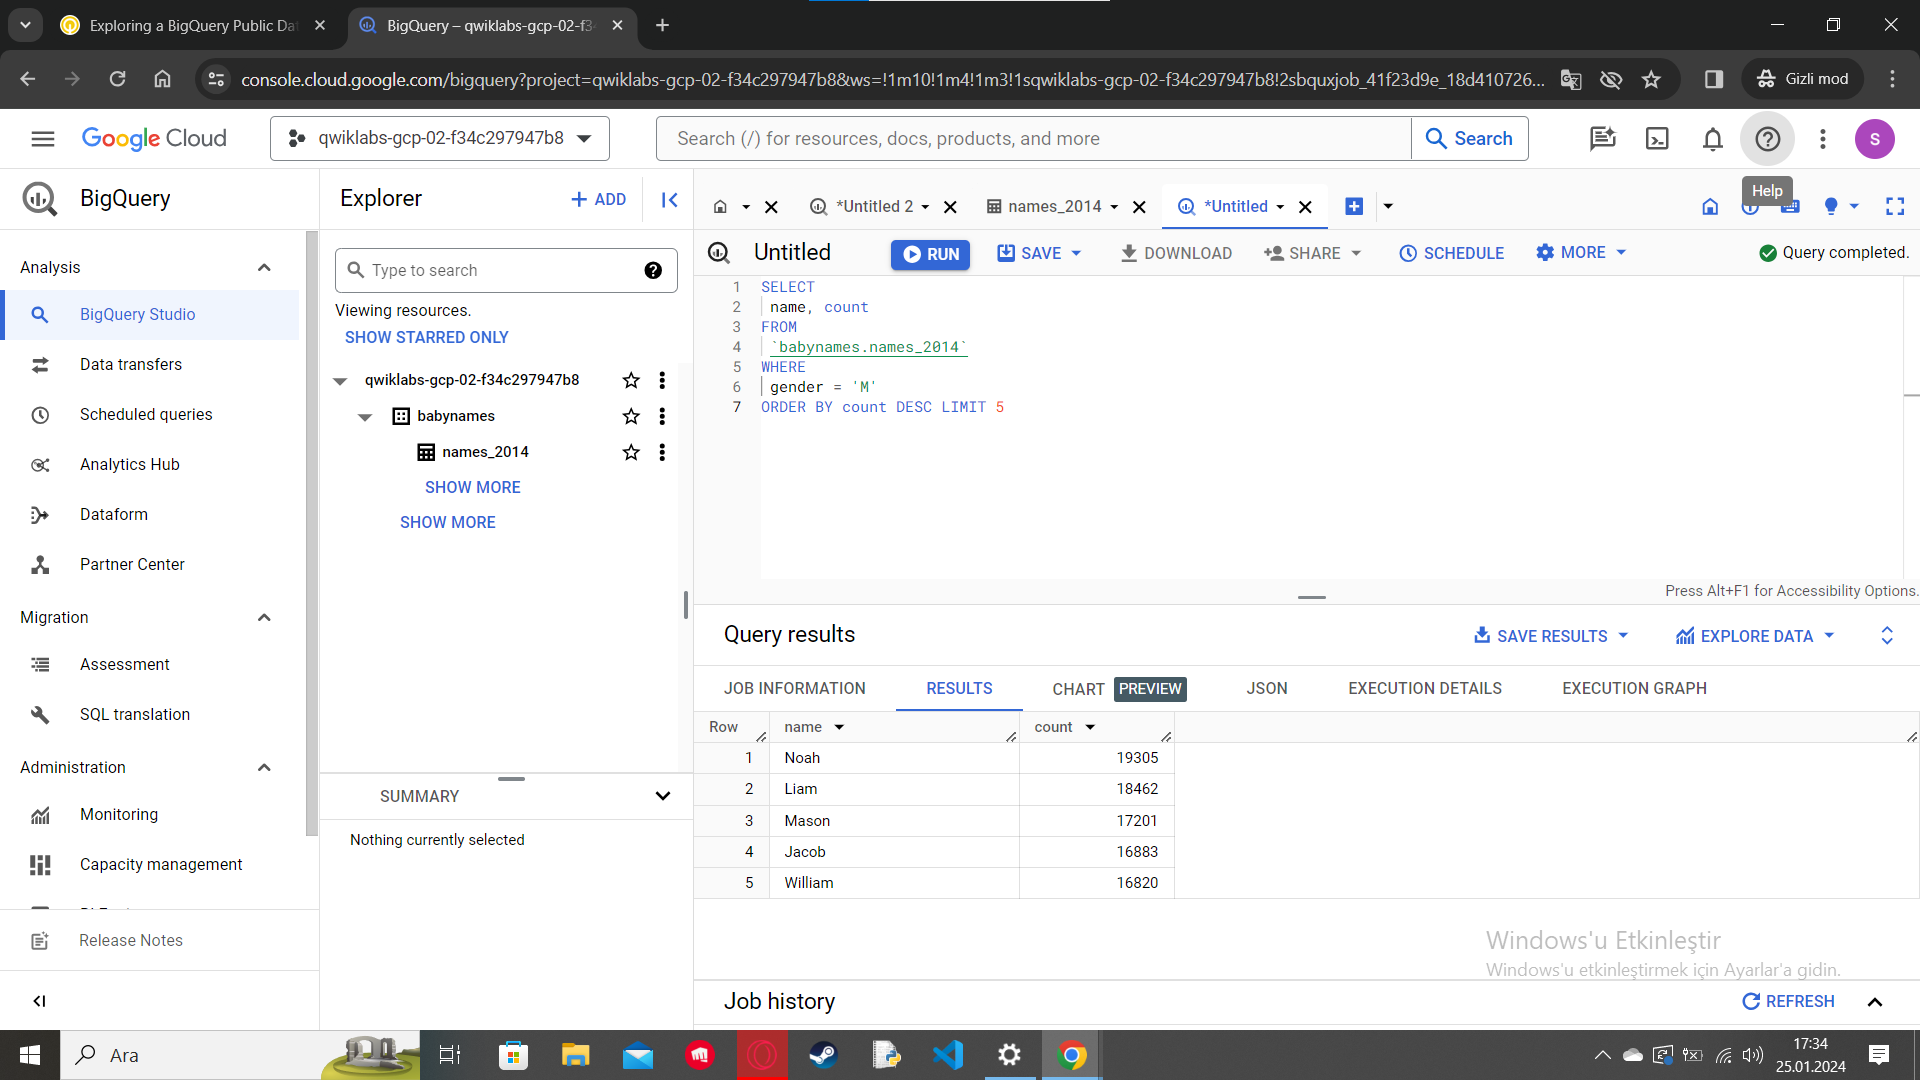 Exploring a BigQuery Public Dat
BigQuery – qwiklabs-gcp-02-f34
console.cloud.google.com/bigquery?project=qwiklabs-gcp-02-f34c297947b8&ws=!1m10!1m4!1m3!1sqwiklabs-gcp-02-f34c297947b8!2sbquxjob_41f23d9e_18d410726...
Gizli mod
Google Cloud
qwiklabs-gcp-02-f34c297947b8
Search (/) for resources, docs, products, and more
Search
S
Help
BigQuery
Analysis
BigQuery Studio
Data transfers
Scheduled queries
Analytics Hub
Dataform
Partner Center
Migration
Assessment
SQL translation
Administration
Monitoring
Capacity management
Release Notes
Explorer
+ ADD
Type to search
Viewing resources.
SHOW STARRED ONLY
qwiklabs-gcp-02-f34c297947b8
babynames
names_2014
SHOW MORE
SHOW MORE
SUMMARY
Nothing currently selected
*Untitled 2
names_2014
*Untitled
Untitled
RUN
SAVE
DOWNLOAD
SHARE
SCHEDULE
MORE
Query completed.
1 SELECT
2 name, count
3 FROM
4 `babynames.names_2014`
5 WHERE
6 gender = 'M'
7 ORDER BY count DESC LIMIT 5
Press Alt+F1 for Accessibility Options.
Query results
SAVE RESULTS
EXPLORE DATA
JOB INFORMATION
RESULTS
CHART PREVIEW
JSON
EXECUTION DETAILS
EXECUTION GRAPH
Row name count
1 Noah 19305
2 Liam 18462
3 Mason 17201
4 Jacob 16883
5 William 16820
Windows'u Etkinleştir
Windows'u etkinleştirmek için Ayarlar'a gidin.
Job history
REFRESH
Ara
17:34
25.01.2024